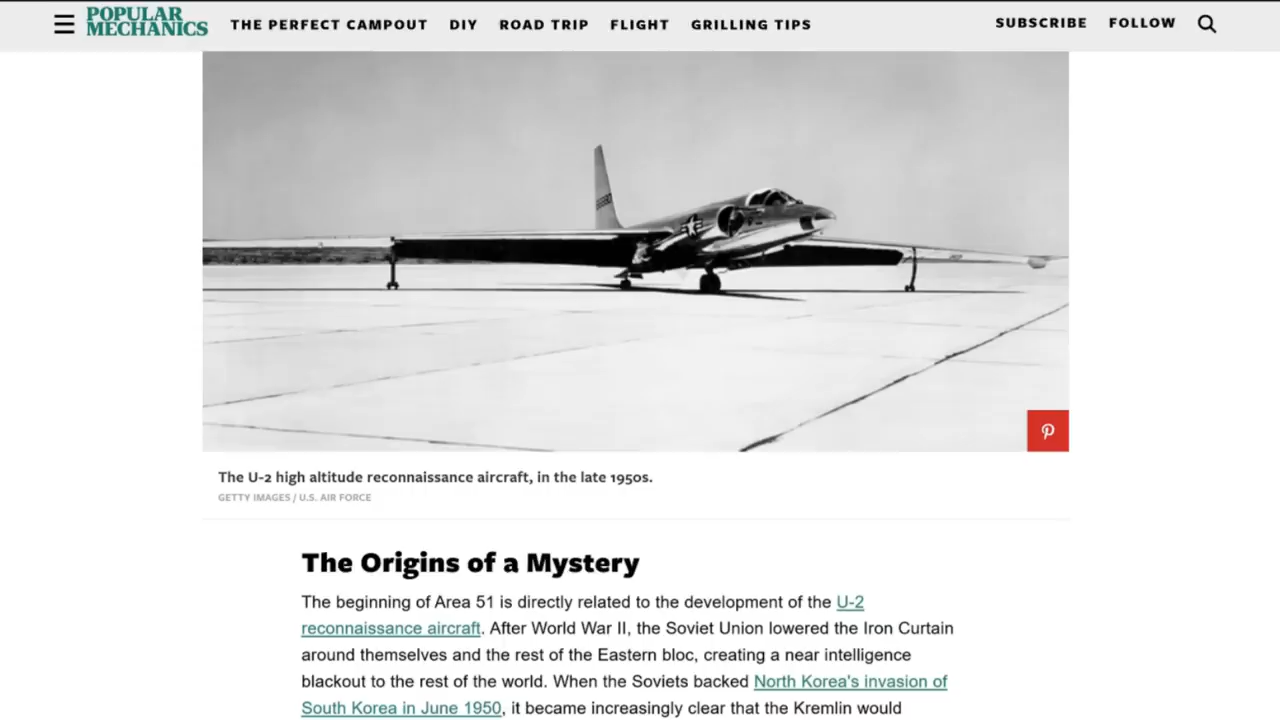 POPULAR
MECHANICS
THE PERFECT CAMPOUT DIY ROAD TRIP FLIGHT GRILLING TIPS
SUBSCRIBE FOLLOW
The U-2 high altitude reconnaissance aircraft, in the late 1950s.
GETTY IMAGES / U.S. AIR FORCE
The Origins of a Mystery
The beginning of Area 51 is directly related to the development of the U-2
reconnaissance aircraft. After World War II, the Soviet Union lowered the Iron Curtain
around themselves and the rest of the Eastern bloc, creating a near intelligence
blackout to the rest of the world. When the Soviets backed North Korea's invasion of
South Korea in June 1950, it became increasingly clear that the Kremlin would